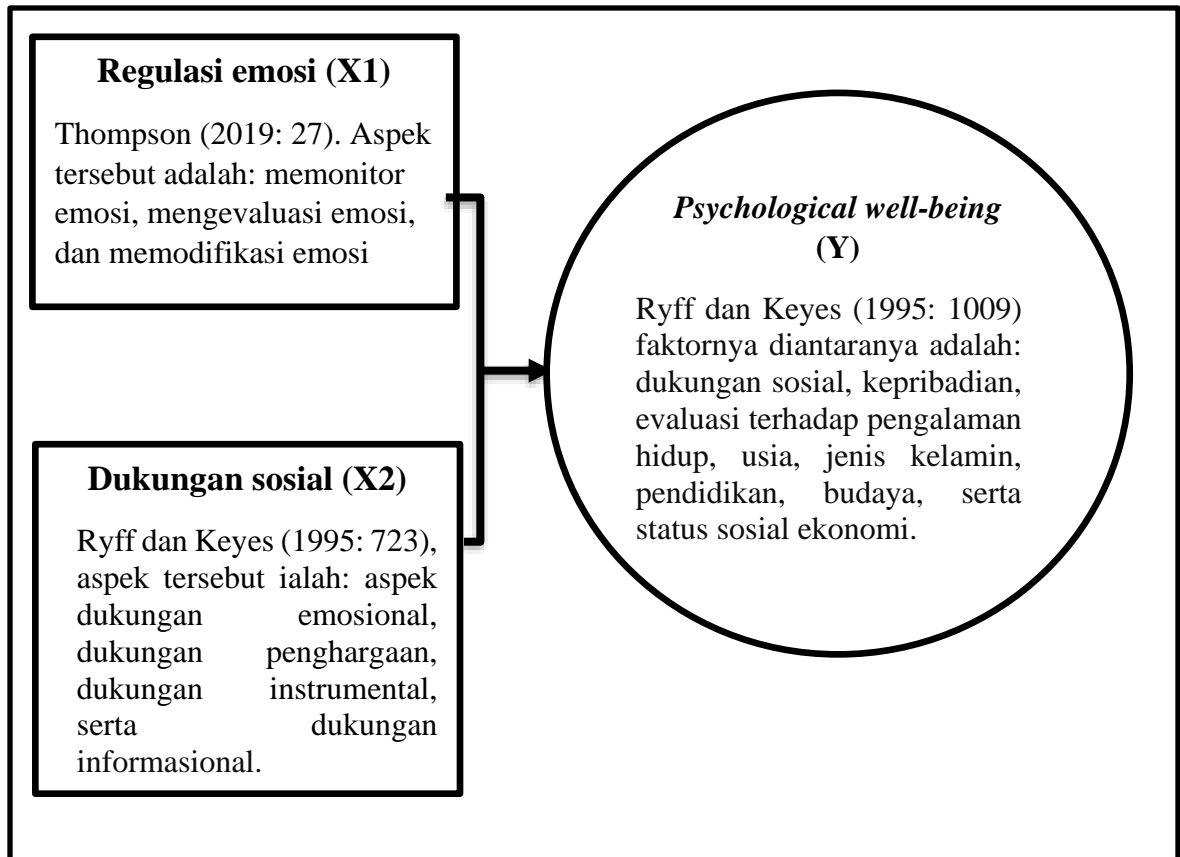 Regulasi emosi (X1)
Thompson (2019: 27). Aspek
tersebut adalah: memonitor
emosi, mengevaluasi emosi,
dan memodifikasi emosi
Dukungan sosial (X2)
Ryff dan Keyes (1995: 723),
aspek tersebut ialah: aspek
dukungan emosional,
dukungan penghargaan,
dukungan instrumental,
serta dukungan
informasional.
Psychological well-being
(Y)
Ryff dan Keyes (1995: 1009)
faktornya diantaranya adalah:
dukungan sosial, kepribadian,
evaluasi terhadap pengalaman
hidup, usia, jenis kelamin,
pendidikan, budaya, serta
status sosial ekonomi.